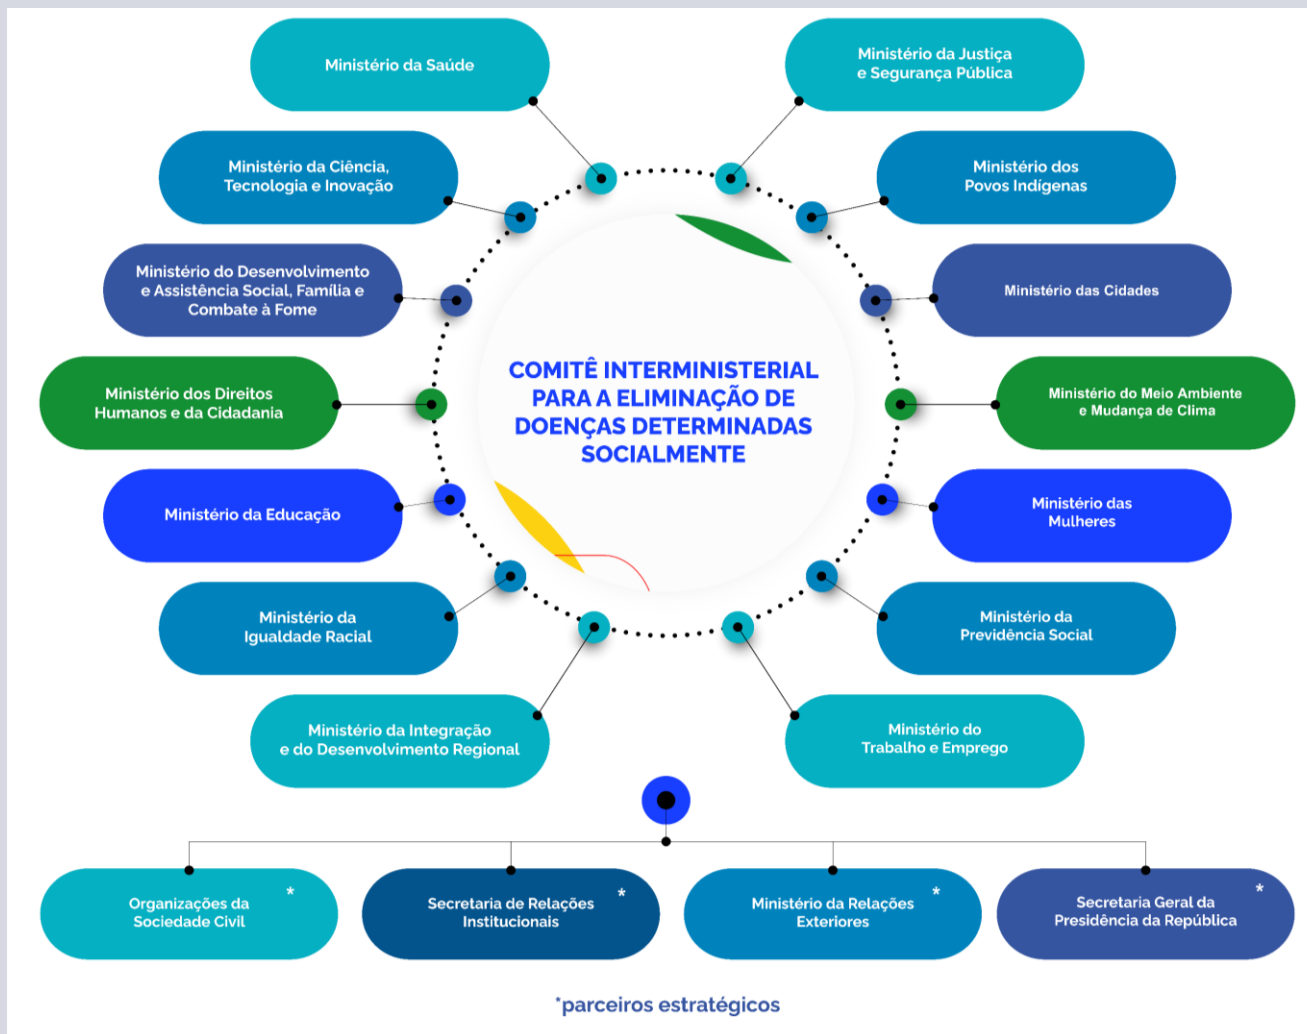 Ministério da Saúde
Ministério da Justiça
e Segurança Pública
Ministério da Ciência,
Tecnologia e Inovação
Ministério dos
Povos Indígenas
Ministério do Desenvolvimento
e Assistência Social, Família e
Combate à Fome
Ministério das Cidades
COMITÊ INTERMINISTERIAL
PARA A ELIMINAÇÃO DE
DOENÇAS DETERMINADAS
SOCIALMENTE
Ministério dos Direitos
Humanos e da Cidadania
Ministério do Meio Ambiente
e Mudança de Clima
Ministério da Educação
Ministério das
Mulheres
Ministério da
Igualdade Racial
Ministério da
Previdência Social
Ministério da Integração
e do Desenvolvimento Regional
Ministério do
Trabalho e Emprego
Organizações da *
Sociedade Civil
Secretaria de Relações *
Institucionais
Ministério da Relações *
Exteriores
Secretaria Geral da *
Presidência da República
*parceiros estratégicos